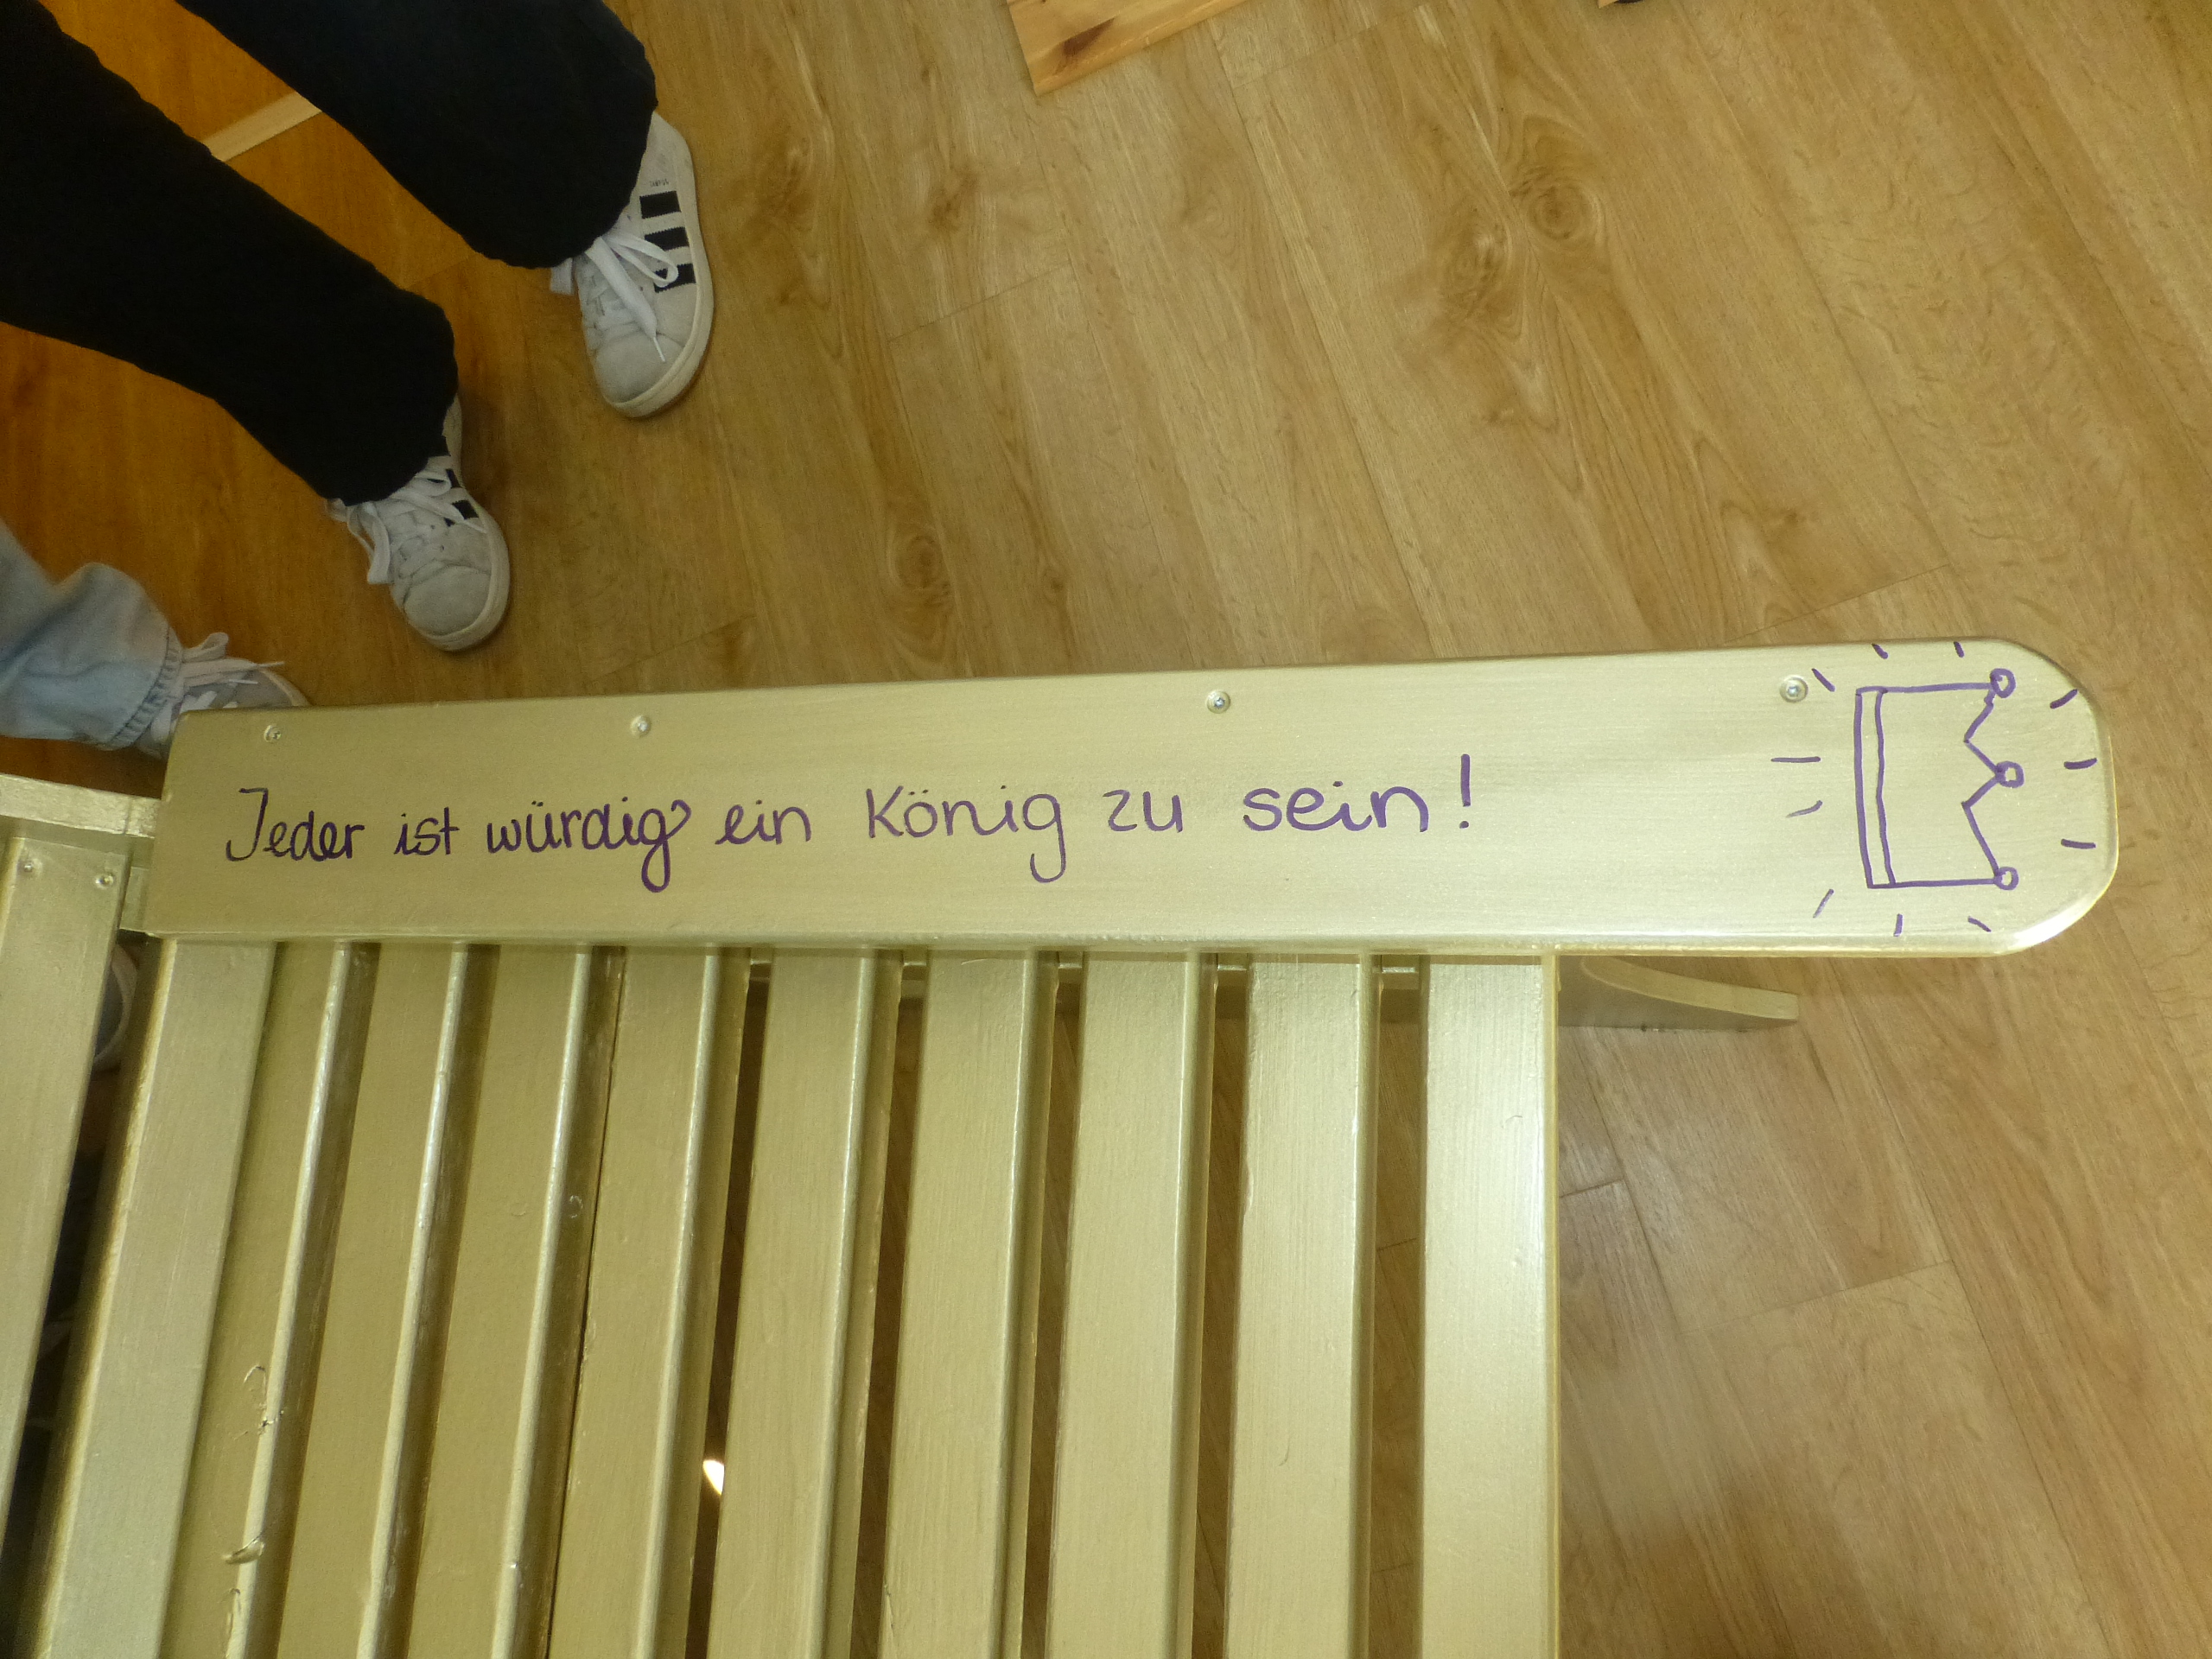 Jeder ist würdig ein König zu sein!